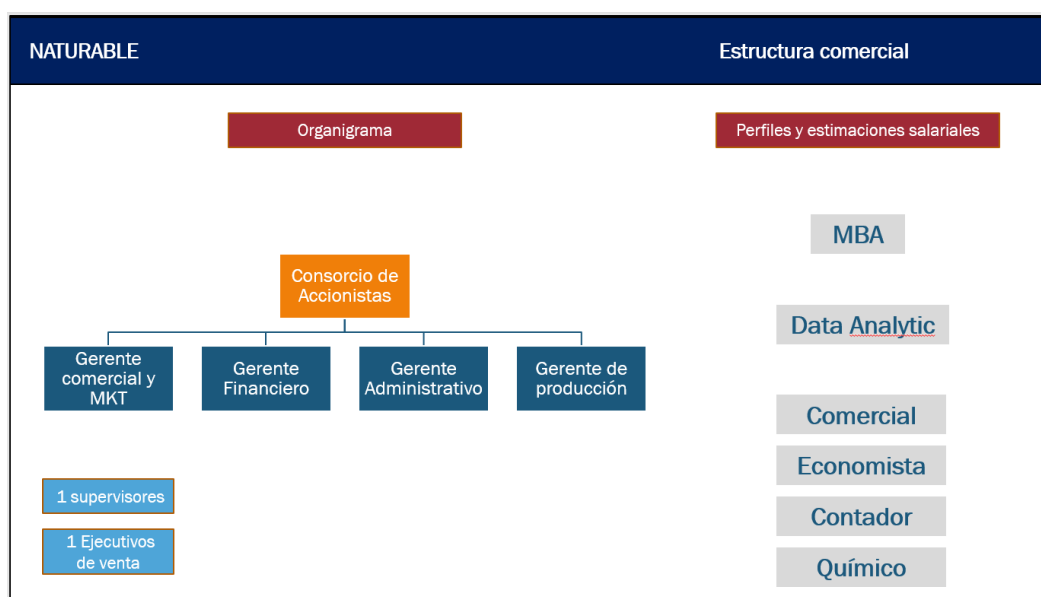 NATURABLE
Estructura comercial
Organigrama
Perfiles y estimaciones salariales
MBA
Consorcio de
Accionistas
Data Analytic
Gerente
comercial y
MKT
Gerente
Financiero
Gerente
Administrativo
Gerente de
producción
Comercial
Economista
1 supervisores
Contador
1 Ejecutivos
de venta
Químico